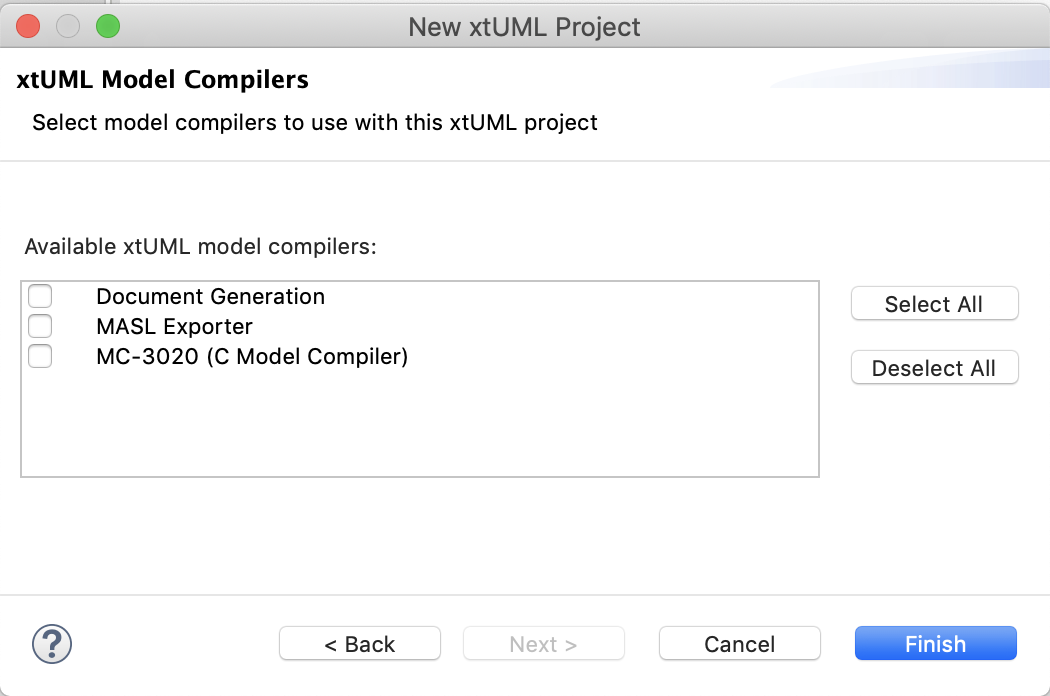 New xtUML Project
xtUML Model Compilers
Select model compilers to use with this xtUML project
Available xtUML model compilers:
Document Generation
MASL Exporter
MC-3020 (C Model Compiler)
Select All
Deselect All
?
< Back
Next >
Cancel
Finish